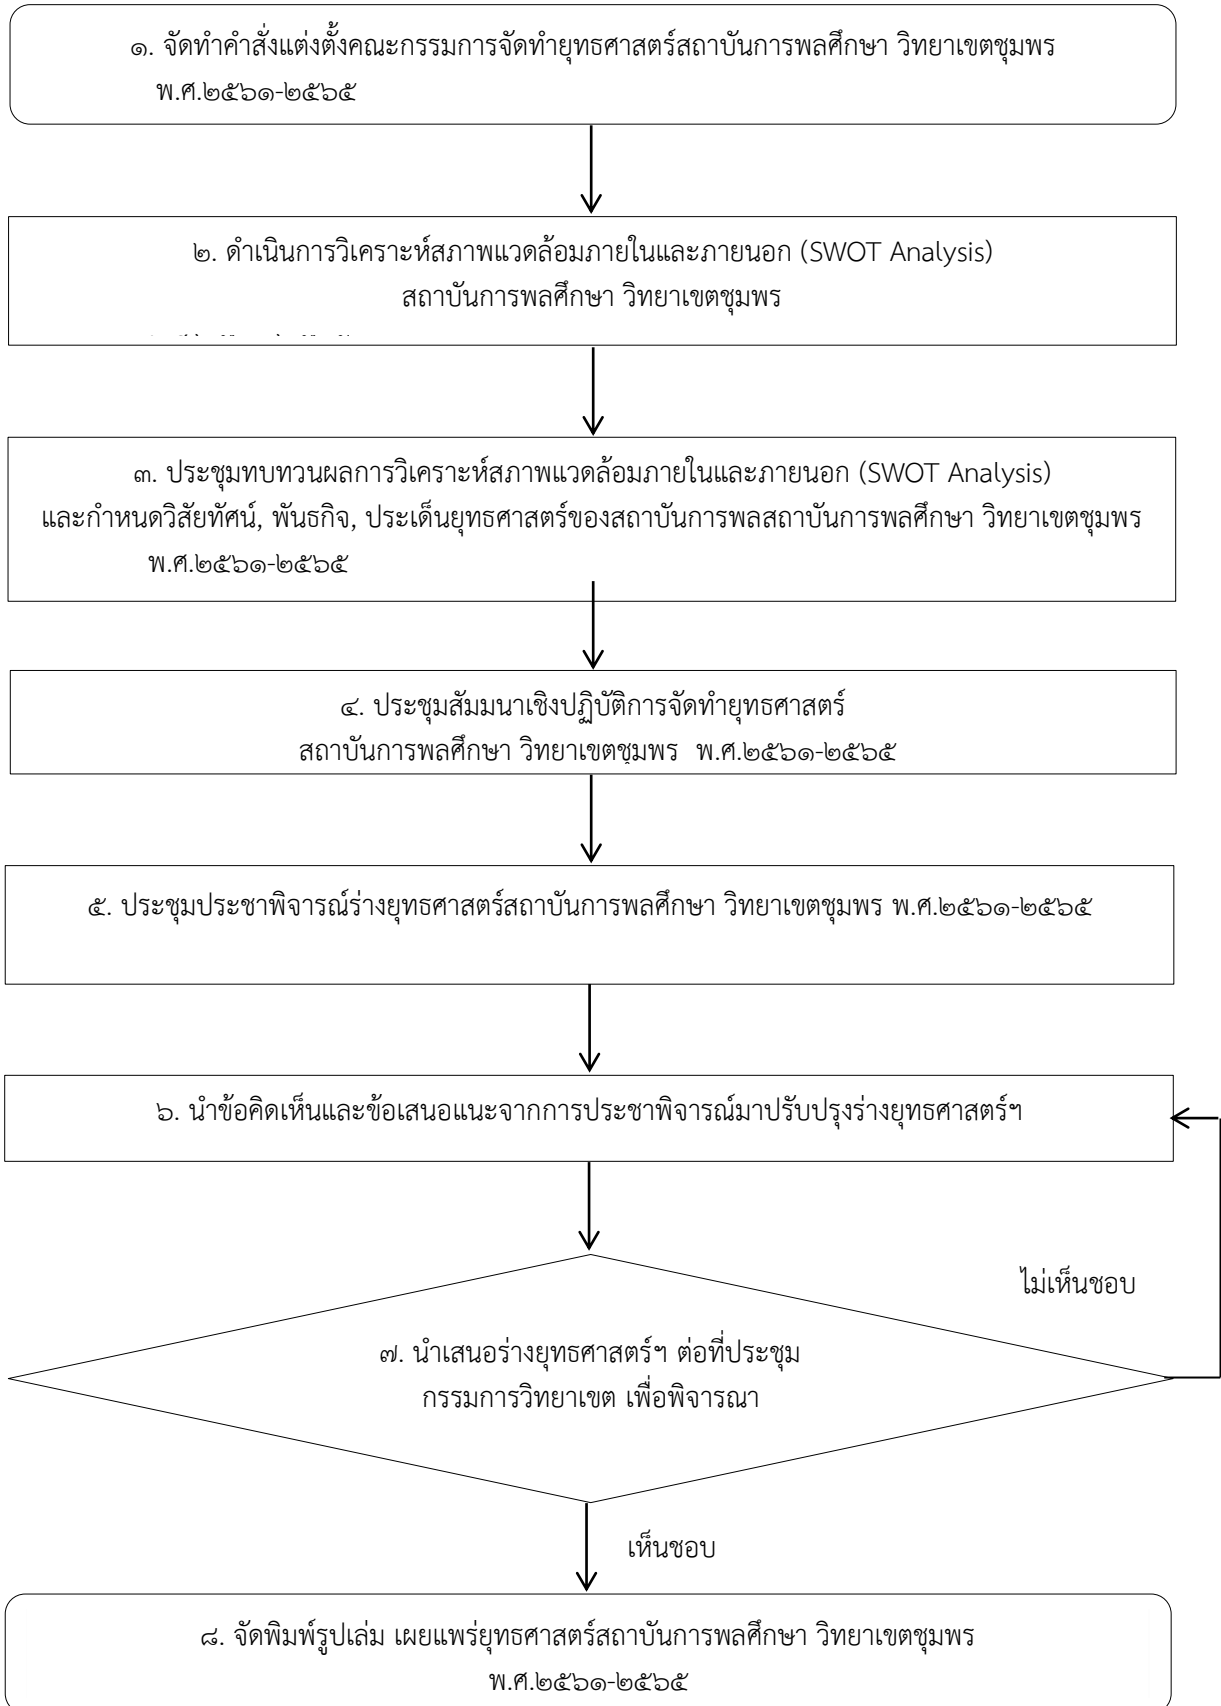 ๑. จัดทำคำสั่งแต่งตั้งคณะกรรมการจัดทำยุทธศาสตร์สถาบันการพลศึกษา วิทยาเขตชุมพร
พ.ศ.๒๕๖๑-๒๕๖๕
๒. ดำเนินการวิเคราะห์สภาพแวดล้อมภายในและภายนอก (SWOT Analysis)
สถาบันการพลศึกษา วิทยาเขตชุมพร
๓. ประชุมทบทวนผลการวิเคราะห์สภาพแวดล้อมภายในและภายนอก (SWOT Analysis)
และกำหนดวิสัยทัศน์, พันธกิจ, ประเด็นยุทธศาสตร์ของสถาบันการพลสถาบันการพลศึกษา วิทยาเขตชุมพร
พ.ศ.๒๕๖๑-๒๕๖๕
๔. ประชุมสัมมนาเชิงปฏิบัติการจัดทำยุทธศาสตร์
สถาบันการพลศึกษา วิทยาเขตชุมพร พ.ศ.๒๕๖๑-๒๕๖๕
๕. ประชุมประชาพิจารณ์ร่างยุทธศาสตร์สถาบันการพลศึกษา วิทยาเขตชุมพร พ.ศ.๒๕๖๑-๒๕๖๕
๖. นำข้อคิดเห็นและข้อเสนอแนะจากการประชาพิจารณ์มาปรับปรุงร่างยุทธศาสตร์ฯ
ไม่เห็นชอบ
๗. นำเสนอร่างยุทธศาสตร์ฯ ต่อที่ประชุม
กรรมการวิทยาเขต เพื่อพิจารณา
เห็นชอบ
๘. จัดพิมพ์รูปเล่ม เผยแพร่ยุทธศาสตร์สถาบันการพลศึกษา วิทยาเขตชุมพร
พ.ศ.๒๕๖๑-๒๕๖๕